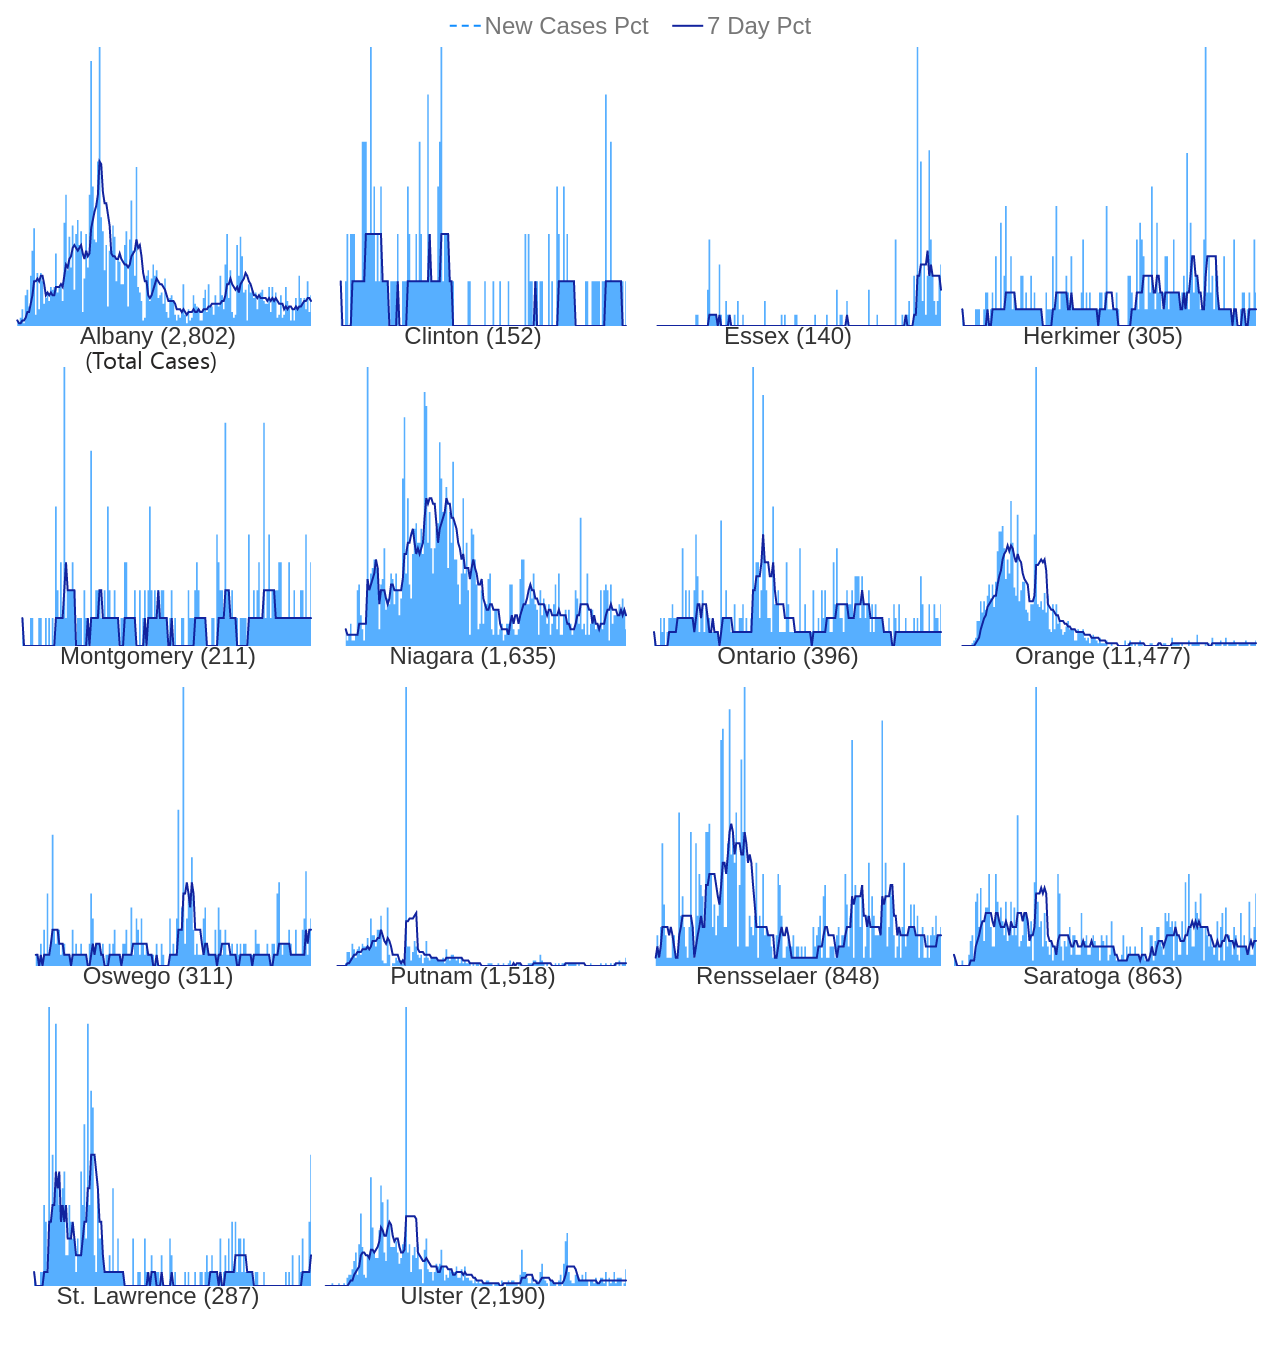 New Cases Pct 7 Day Pct
Albany (2,802) Clinton (152) Essex (140) Herkimer (305)
(Total Cases)
Montgomery (211) Niagara (1,635) Ontario (396) Orange (11,477)
Oswego (311) Putnam (1,518) Rensselaer (848) Saratoga (863)
St. Lawrence (287) Ulster (2,190)